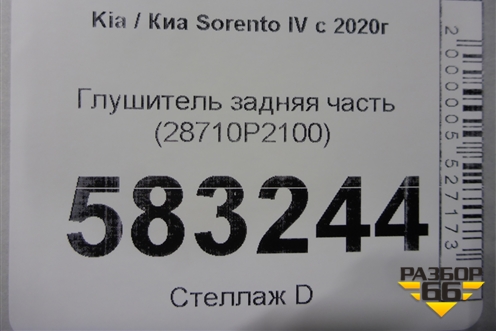 Kia / Киа Sorento IV с 2020г
Глушитель задняя часть
(28710P2100)
583244
Стеллаж D
2000005527173
РАЗБОР
66